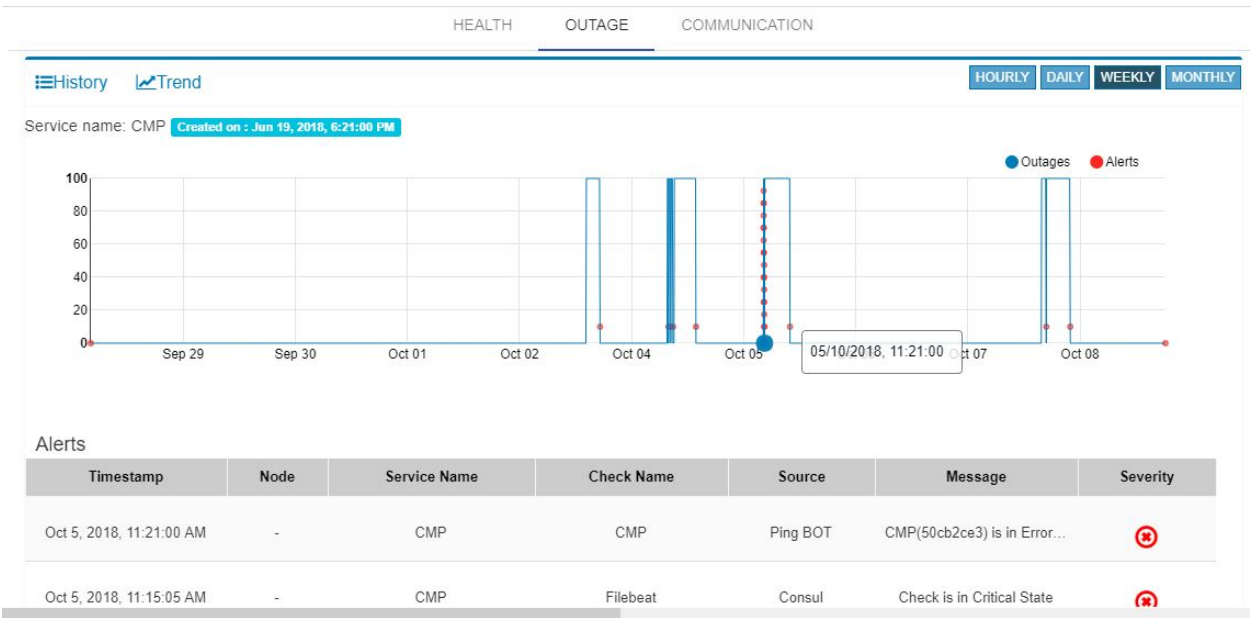 HEALTH OUTAGE COMMUNICATION
History Trend HOURLY DAILY WEEKLY MONTHLY
Service name: CMP Created on : Jun 19, 2018, 6:21:00 PM
Outages Alerts
100
80
60
40
20
0
Sep 29 Sep 30 Oct 01 Oct 02 Oct 04 Oct 05 Oct 07 Oct 08
05/10/2018, 11:21:00
Alerts
Timestamp Node Service Name Check Name Source Message Severity
Oct 5, 2018, 11:21:00 AM - CMP CMP Ping BOT CMP(50cb2ce3) is in Error...
Oct 5, 2018, 11:15:05 AM - CMP Filebeat Consul Check is in Critical State